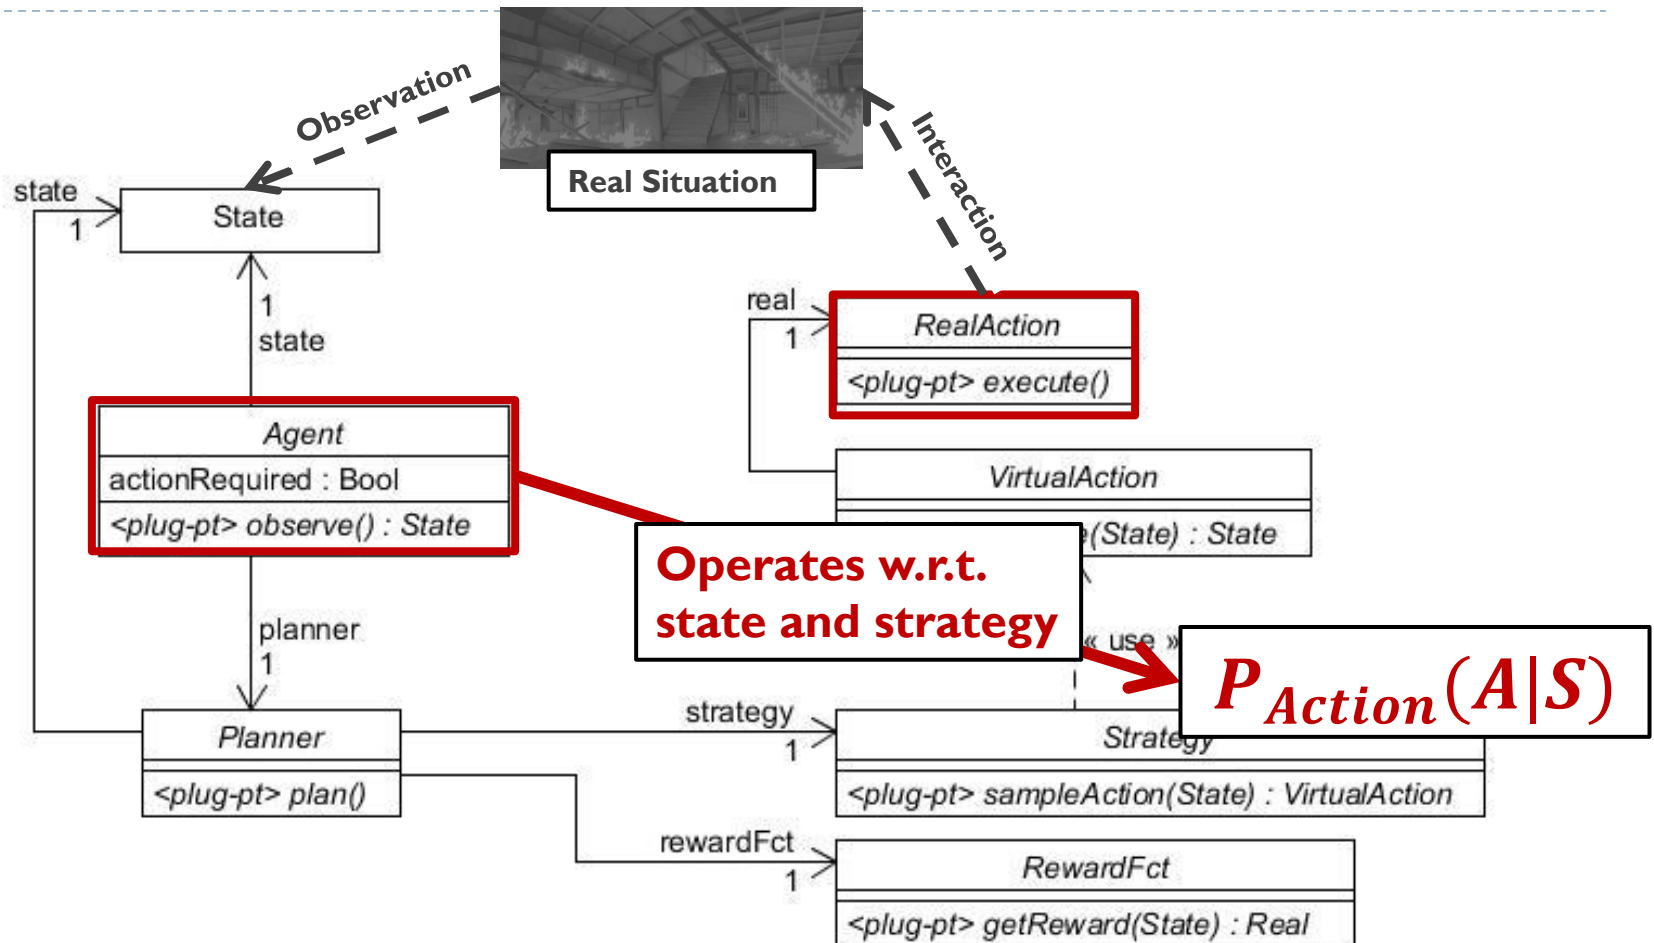 Observation
Interaction
Real Situation
state
1
State
1
state
real
1
RealAction
<plug-pt> execute()
Agent
actionRequired : Bool
<plug-pt> observe() : State
VirtualAction
(State) : State
Operates w.r.t.
state and strategy
« use »
P_Action(A|S)
planner
1
Planner
<plug-pt> plan()
strategy
1
Strategy
<plug-pt> sampleAction(State) : VirtualAction
rewardFct
1
RewardFct
<plug-pt> getReward(State) : Real